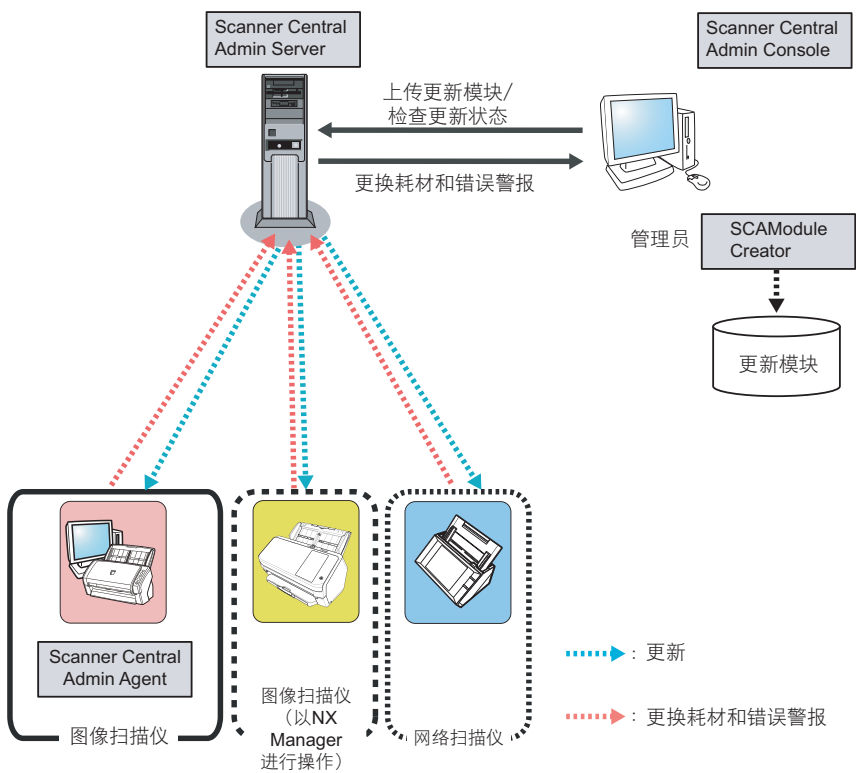 Scanner Central
Admin Server
Scanner Central
Admin Console
上传更新模块/
检查更新状态
更换耗材和错误警报
管理员
SCAModule
Creator
更新模块
Scanner Central
Admin Agent
图像扫描仪
图像扫描仪
（以NX
Manager
进行操作）
网络扫描仪
：更新
：更换耗材和错误警报